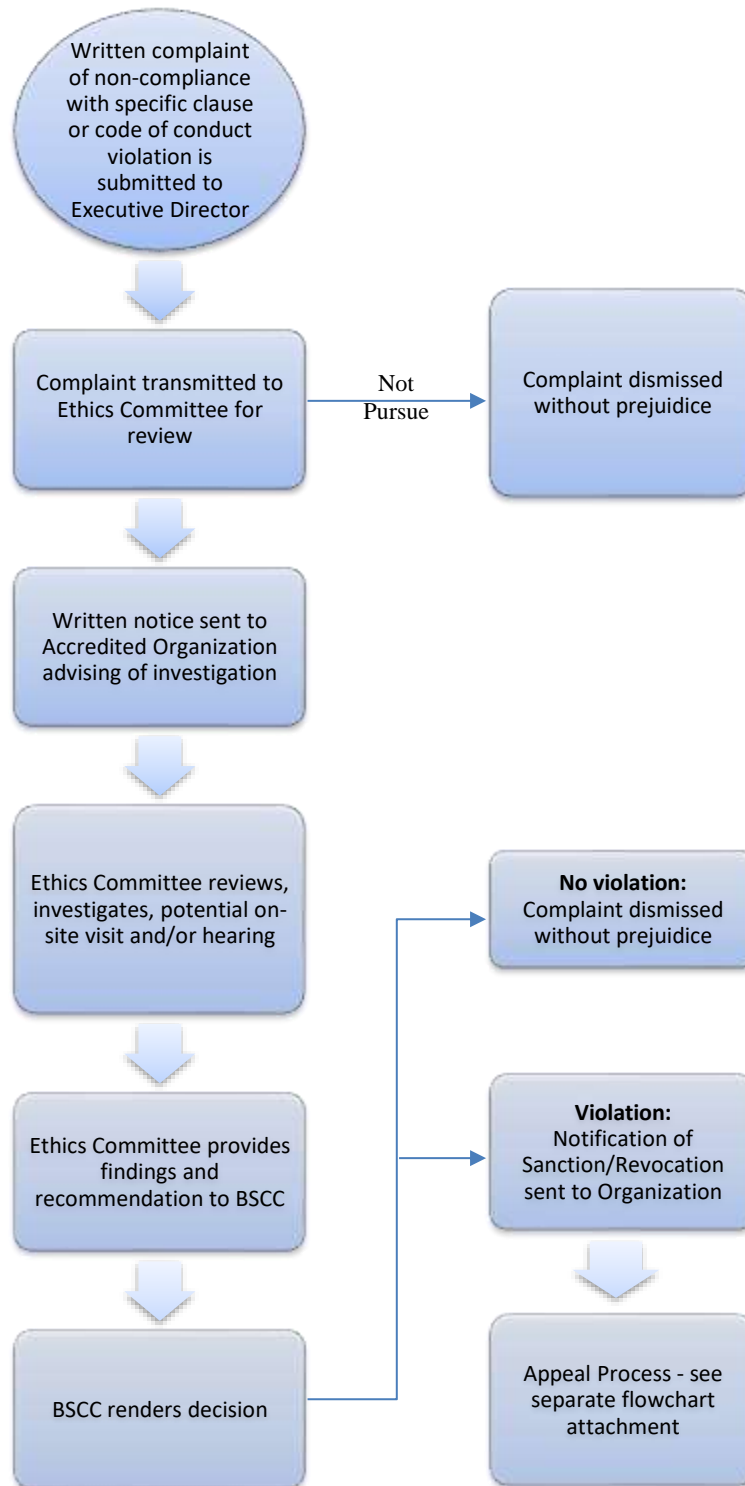 Written complaint
of non-compliance
with specific clause
or code of conduct
violation is
submitted to
Executive Director
Complaint transmitted to
Ethics Committee for
review
Not
Pursue
Complaint dismissed
without prejudice
Written notice sent to
Accredited Organization
advising of investigation
Ethics Committee reviews,
investigates, potential on-
site visit and/or hearing
Ethics Committee provides
findings and
recommendation to BSCC
BSCC renders decision
No violation:
Complaint dismissed
without prejudice
Violation:
Notification of
Sanction/Revocation
sent to Organization
Appeal Process - see
separate flowchart
attachment